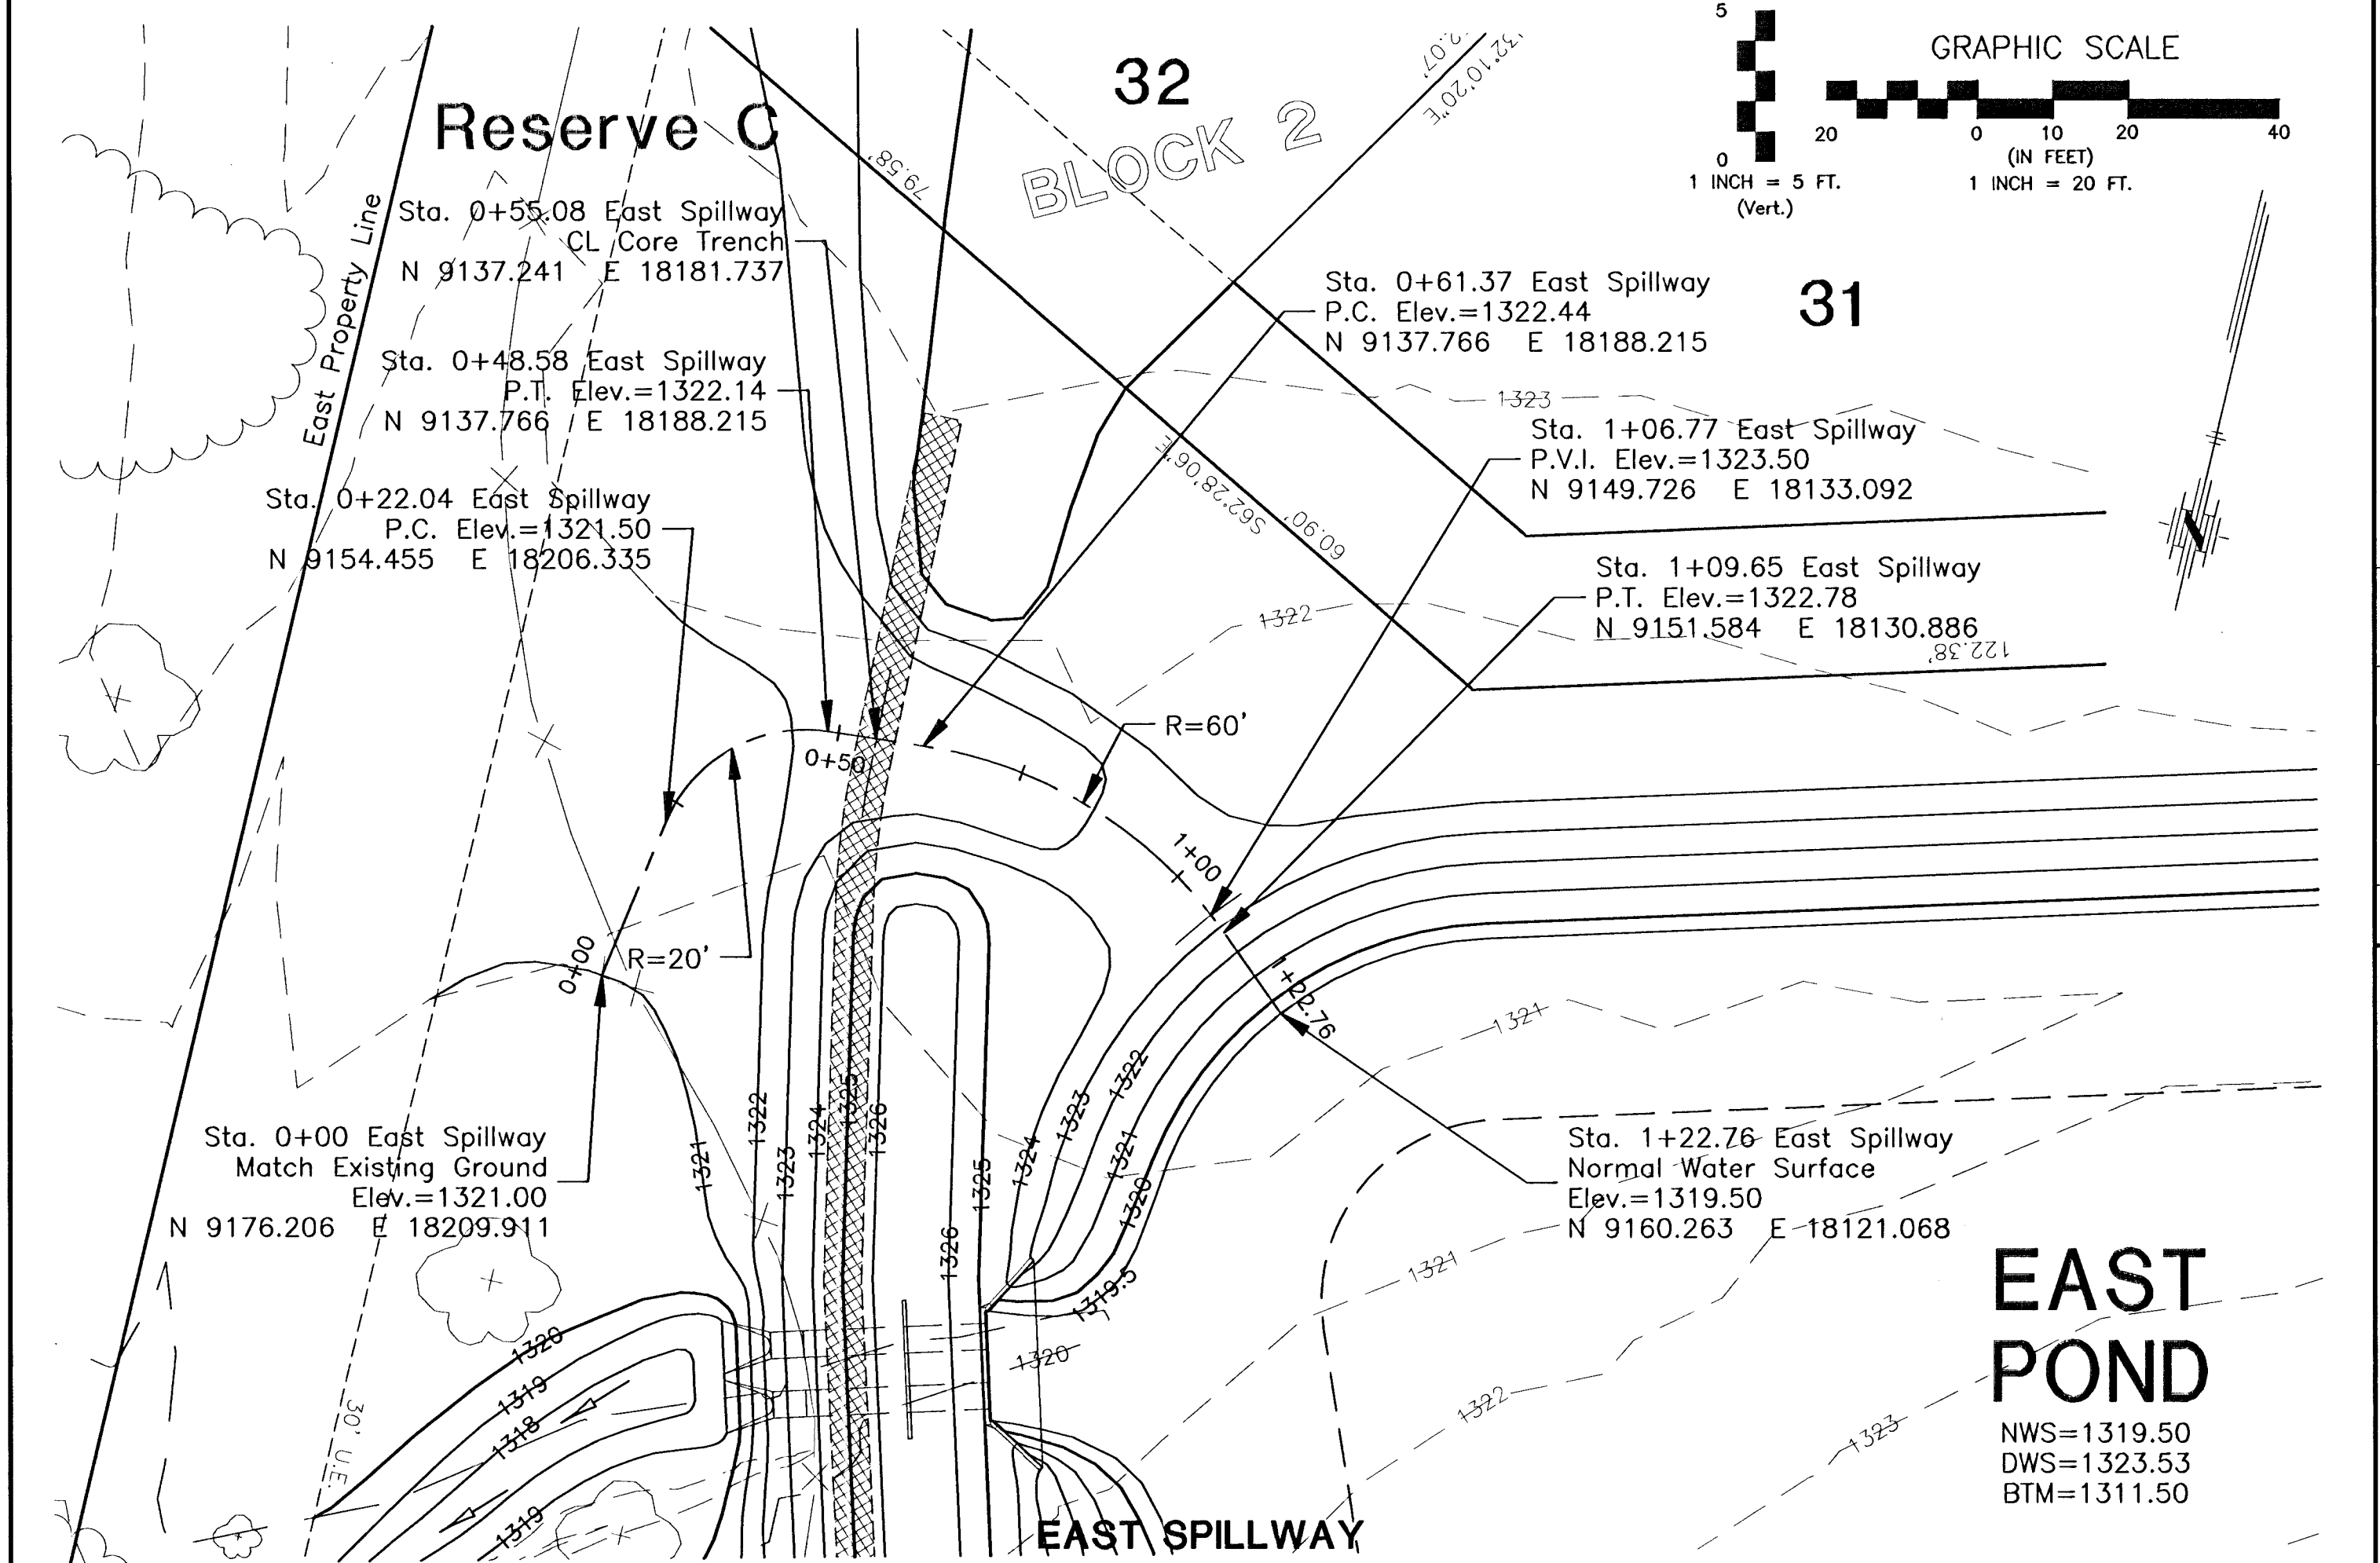 5
0
1 INCH = 5 FT.
(Vert.)
GRAPHIC SCALE
20 0 10 20 40
(IN FEET)
1 INCH = 20 FT.
32
BLOCK 2
32°10'20"E
2.07'
Reserve C
79.58'
East Property Line
Sta. 0+55.08 East Spillway
CL Core Trench
N 9137.241 E 18181.737
Sta. 0+61.37 East Spillway
P.C. Elev.=1322.44
N 9137.766 E 18188.215
31
Sta. 0+48.58 East Spillway
P.T. Elev.=1322.14
N 9137.766 E 18188.215
1323
Sta. 1+06.77 East Spillway
P.V.I. Elev.=1323.50
N 9149.726 E 18133.092
S62°28'06"E
60.90'
Sta. 0+22.04 East Spillway
P.C. Elev.=1321.50
N 9154.455 E 18206.335
Sta. 1+09.65 East Spillway
P.T. Elev.=1322.78
N 9151.584 E 18130.886
N
1322
122.38'
R=60'
0+50
1+00
R=20'
0+00
1+22.76
1321
Sta. 0+00 East Spillway
Match Existing Ground
Elev.=1321.00
N 9176.206 E 18209.911
1321
1322
1323
1324
1325
1326
1326
1325
1324
1323
1322
1321
1320
1319.5
Sta. 1+22.76 East Spillway
Normal Water Surface
Elev.=1319.50
N 9160.263 E 18121.068
1321
1320
1322
1323
1320
1319
1318
1319
30' U.E.
EAST
POND
NWS=1319.50
DWS=1323.53
BTM=1311.50
EAST SPILLWAY